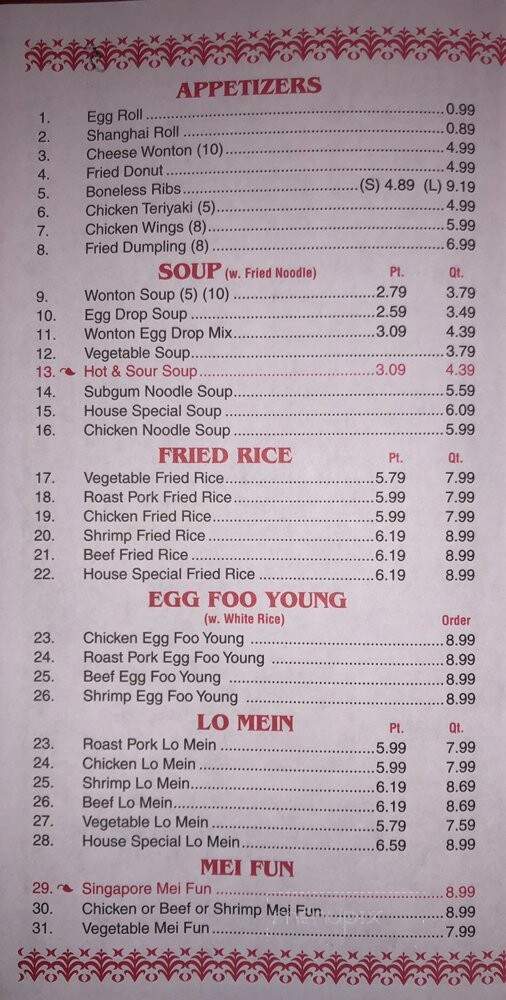 APPETIZERS
1. Egg Roll 0.99
2. Shanghai Roll 0.89
3. Cheese Wonton (10) 4.99
4. Fried Donut 4.99
5. Boneless Ribs (S) 4.89 (L) 9.19
6. Chicken Teriyaki (5) 4.99
7. Chicken Wings (8) 5.99
8. Fried Dumpling (8) 6.99
SOUP (w. Fried Noodle) Pt. Qt.
9. Wonton Soup (5) (10) 2.79 3.79
10. Egg Drop Soup 2.59 3.49
11. Wonton Egg Drop Mix 3.09 4.39
12. Vegetable Soup 3.79
13. Hot & Sour Soup 3.09 4.39
14. Subgum Noodle Soup 5.59
15. House Special Soup 6.09
16. Chicken Noodle Soup 5.99
FRIED RICE Pt. Qt.
17. Vegetable Fried Rice 5.79 7.99
18. Roast Pork Fried Rice 5.99 7.99
19. Chicken Fried Rice 5.99 7.99
20. Shrimp Fried Rice 6.19 8.99
21. Beef Fried Rice 6.19 8.99
22. House Special Fried Rice 6.19 8.99
EGG FOO YOUNG
(w. White Rice) Order
23. Chicken Egg Foo Young 8.99
24. Roast Pork Egg Foo Young 8.99
25. Beef Egg Foo Young 8.99
26. Shrimp Egg Foo Young 8.99
LO MEIN Pt. Qt.
23. Roast Pork Lo Mein 5.99 7.99
24. Chicken Lo Mein 5.99 7.99
25. Shrimp Lo Mein 6.19 8.69
26. Beef Lo Mein 6.19 8.69
27. Vegetable Lo Mein 5.79 7.59
28. House Special Lo Mein 6.59 8.99
MEI FUN
29. Singapore Mei Fun 8.99
30. Chicken or Beef or Shrimp Mei Fun 8.99
31. Vegetable Mei Fun 7.99